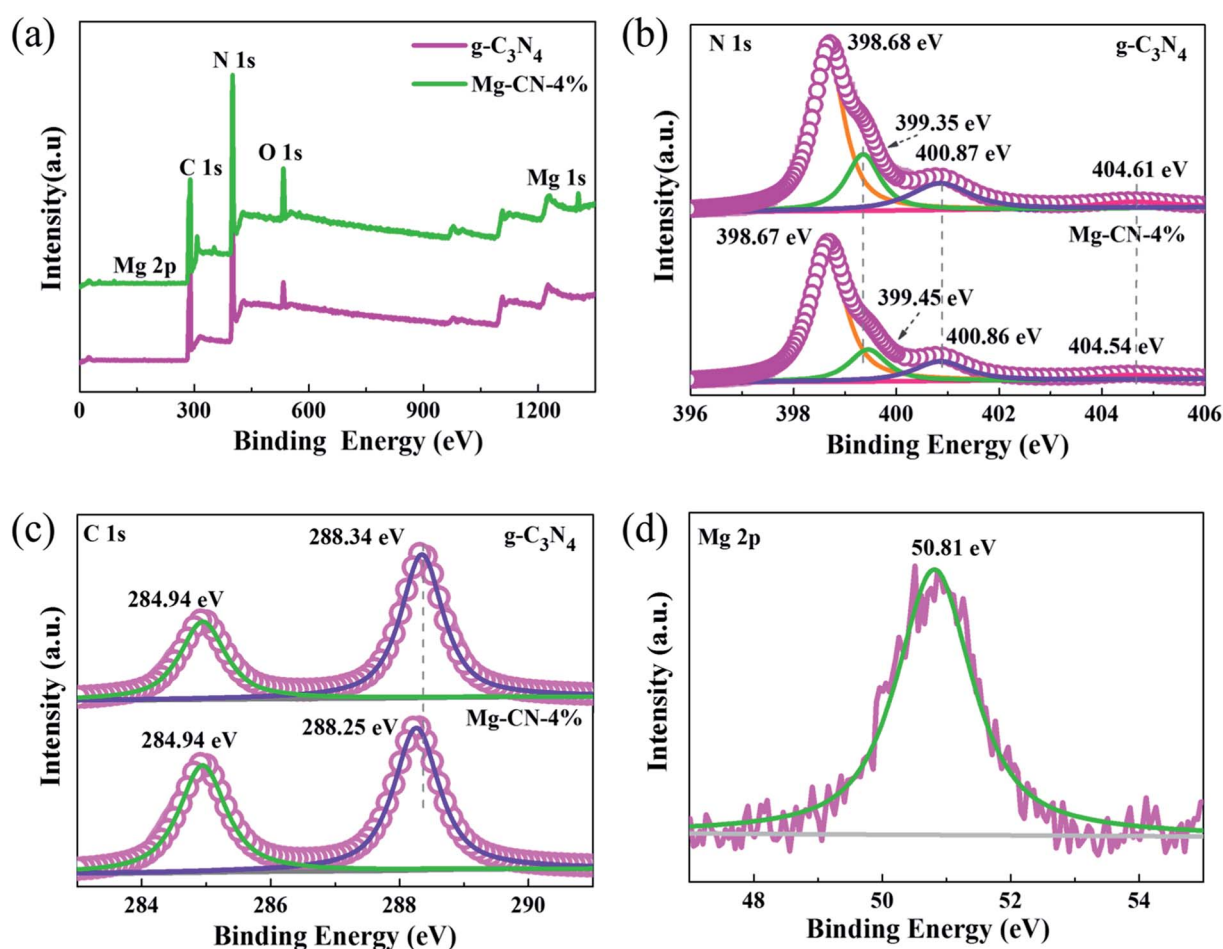 (a)
g-C3N4
Mg-CN-4%
N 1s
C 1s
O 1s
Mg 1s
Mg 2p
Intensity(a.u)
0 300 600 900 1200
Binding Energy (eV)
(b)
N 1s
398.68 eV
g-C3N4
399.35 eV
400.87 eV
404.61 eV
Mg-CN-4%
398.67 eV
399.45 eV
400.86 eV
404.54 eV
Intensity(a.u.)
396 398 400 402 404 406
Binding Energy (eV)
(c)
C 1s
288.34 eV
g-C3N4
284.94 eV
Mg-CN-4%
288.25 eV
284.94 eV
Intensity (a.u.)
284 286 288 290
Binding Energy (eV)
(d)
Mg 2p
50.81 eV
Intensity (a.u.)
48 50 52 54
Binding Energy (eV)